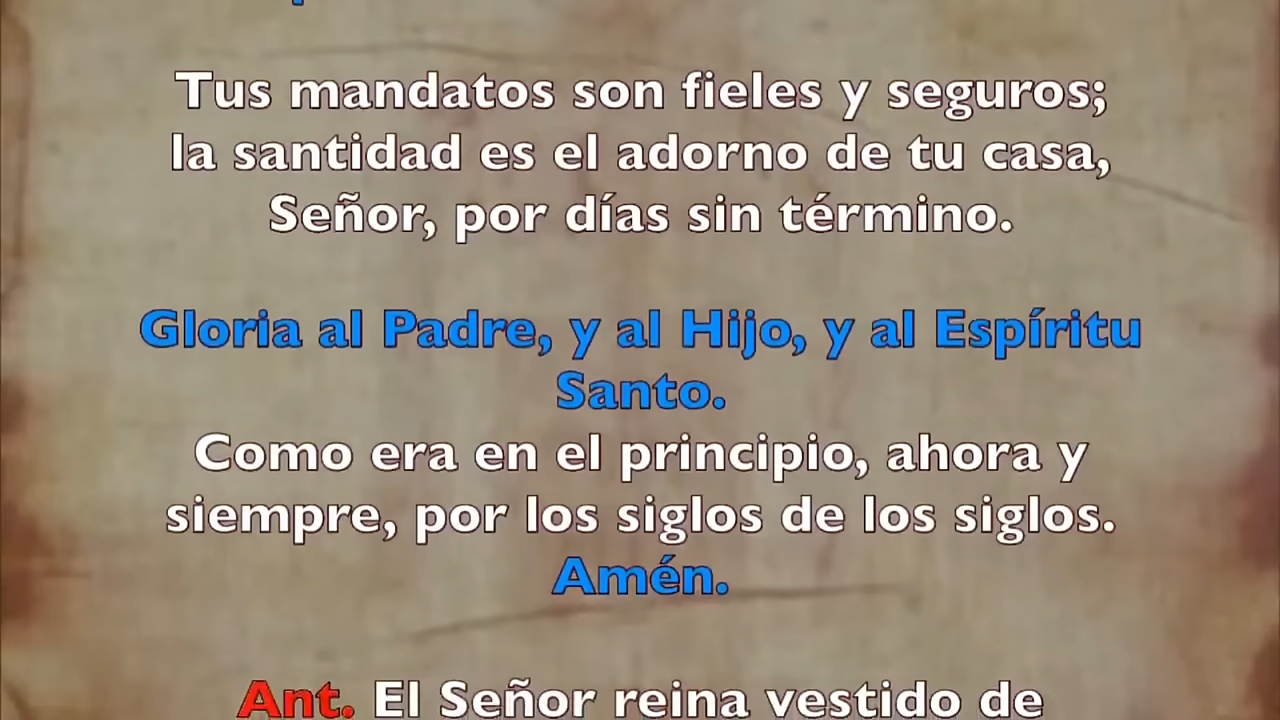 Tus mandatos son fieles y seguros;
la santidad es el adorno de tu casa,
Señor, por días sin término.
Gloria al Padre, y al Hijo, y al Espíritu
Santo.
Como era en el principio, ahora y
siempre, por los siglos de los siglos.
Amén.
Ant. El Señor reina vestido de